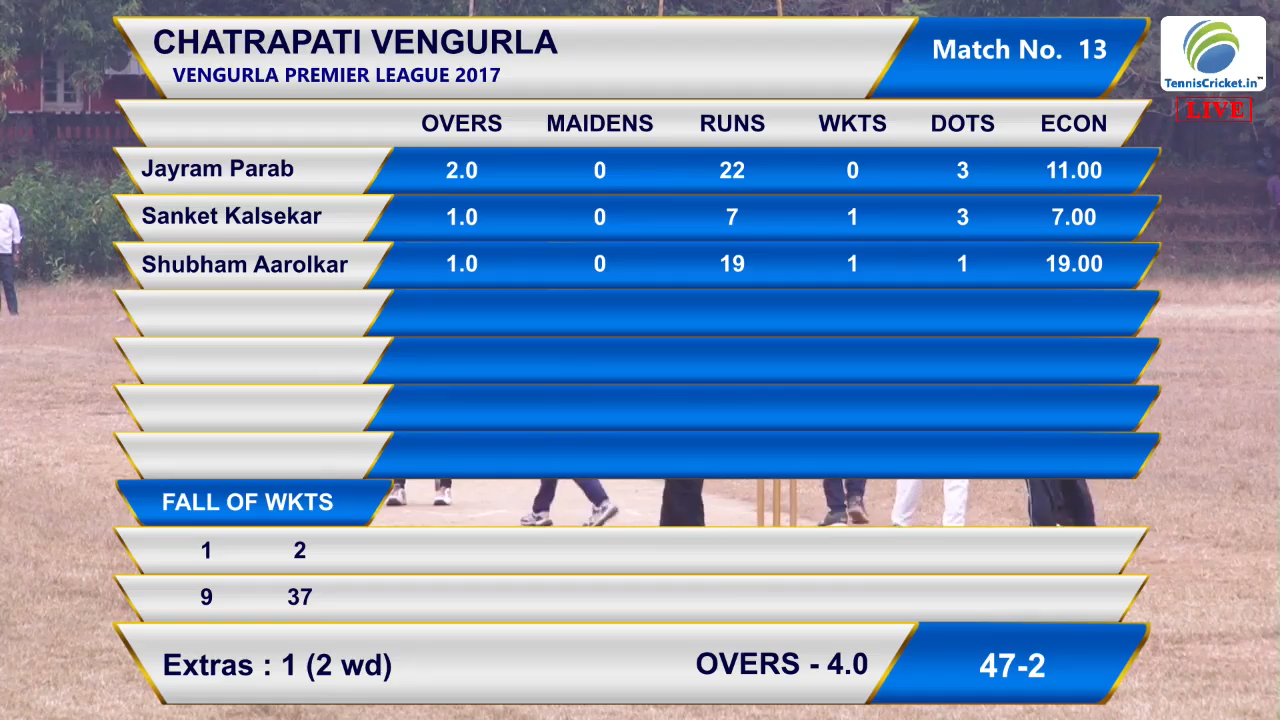 CHATRAPATI VENGURLA
VENGURLA PREMIER LEAGUE 2017
Match No. 13
TennisCricket.in™
LIVE
OVERS MAIDENS RUNS WKTS DOTS ECON
Jayram Parab 2.0 0 22 0 3 11.00
Sanket Kalsekar 1.0 0 7 1 3 7.00
Shubham Aarolkar 1.0 0 19 1 1 19.00
FALL OF WKTS
1 2
9 37
Extras : 1 (2 wd) OVERS - 4.0 47-2